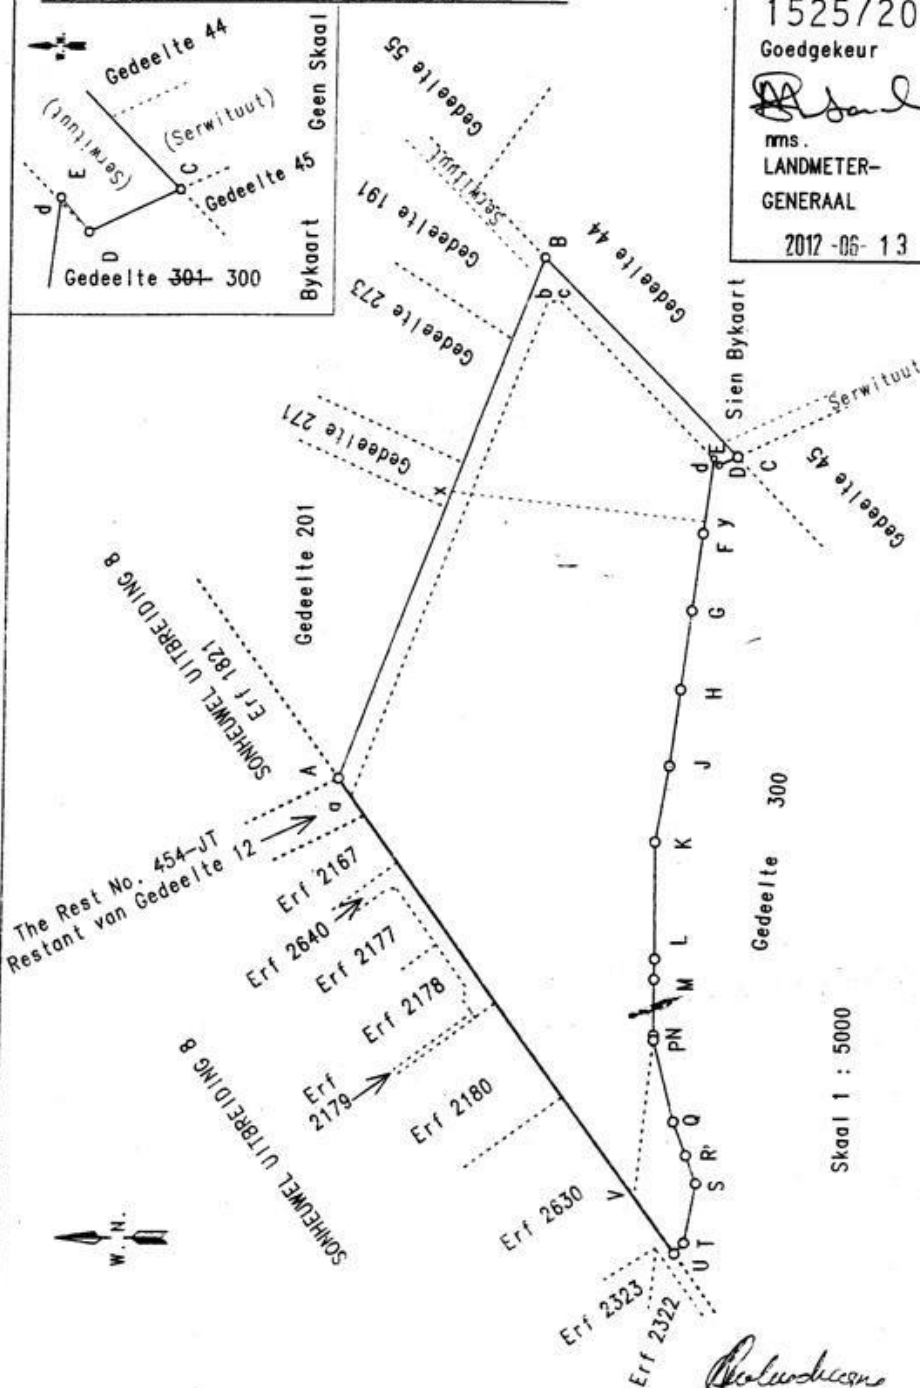 Gedeelte 44
(Serwituut)
(Serwituut)
Geen Skaal
d
E
C
Gedeelte 45
D
Gedeelte 301 300
Bykaart
W.N.
1525/20
Goedgekeur
nms.
LANDMETER-
GENERAAL
2012 -06- 13
Gedeelte 55
Serwituut
Gedeelte 191
B
Gedeelte 44
b
c
Gedeelte 273
Sien Bykaart
Serwituut
Gedeelte 271
x
d
E
D
C
Gedeelte 45
y
F
Gedeelte 201
SONHEUWEL UITBREIDING 8
Erf 1821
G
H
A
a
J
Gedeelte 300
K
The Rest No. 454-JT
Restant van Gedeelte 12
Erf 2167
Erf 2640
Erf 2177
L
M
Erf 2178
PN
Erf
2179
Erf 2180
SONHEUWEL UITBREIDING 8
Q
R
S
Skaal 1 : 5000
V
Erf 2630
W.N.
T
U
Erf 2323
Erf 2322